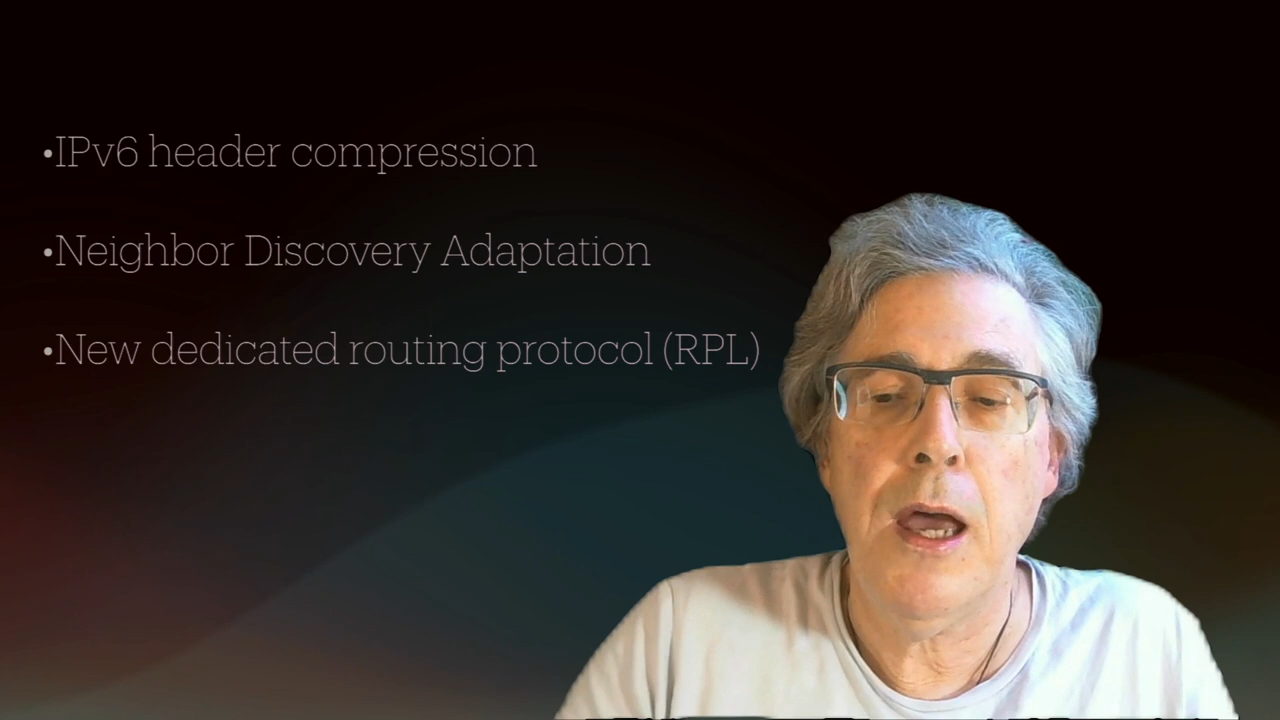 •IPv6 header compression
•Neighbor Discovery Adaptation
•New dedicated routing protocol (RPL)